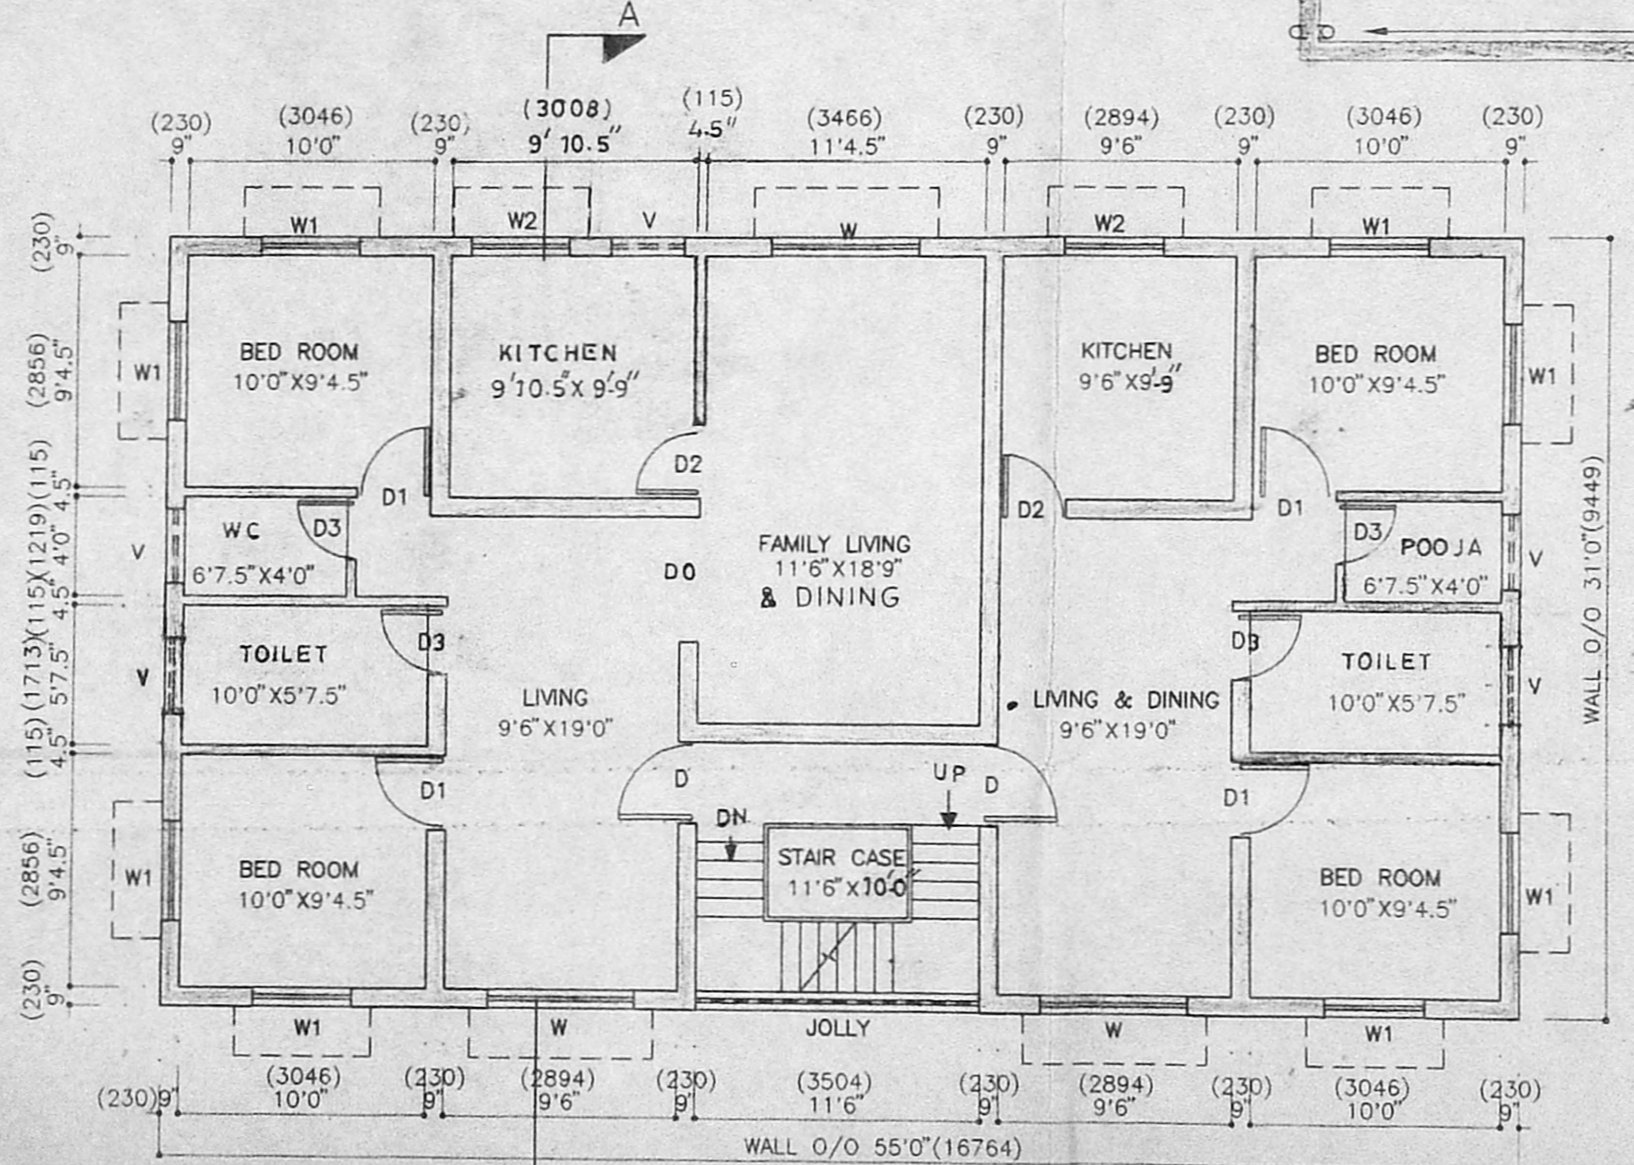 A
(230) (3046) (230) (3008) (115) (3466) (230) (2894) (230) (3046) (230)
9" 10'0" 9" 9' 10.5" 4.5" 11'4.5" 9" 9'6" 9" 10'0" 9"
W1 W2 V W W2 W1
(230)
9"
BED ROOM
10'0"X9'4.5"
KITCHEN
9'10.5"X 9'-9"
KITCHEN
9'6"X9'-9"
BED ROOM
10'0"X9'4.5"
W1
W1
(2856)
9'4.5"
D2
D1
D2
D1
(115)
4.5"
WC
6'7.5"X4'0"
D3
D3
POOJA
6'7.5"X4'0"
V
V
(1219)
4'0"
FAMILY LIVING
11'6"X18'9"
& DINING
D0
WALL O/O 31'0"(9449)
(115)
4.5"
D3
D3
TOILET
10'0"X5'7.5"
TOILET
10'0"X5'7.5"
V
V
(1713)
5'7.5"
LIVING
9'6"X19'0"
LIVING & DINING
9'6"X19'0"
(115)
4.5"
D1
D
UP
D
D1
DN
STAIR CASE
11'6"X10'0"
BED ROOM
10'0"X9'4.5"
BED ROOM
10'0"X9'4.5"
W1
W1
(2856)
9'4.5"
(230)
9"
W1 W JOLLY W W1
(230) (3046) (230) (2894) (230) (3504) (230) (2894) (230) (3046) (230)
9" 10'0" 9" 9'6" 9" 11'6" 9" 9'6" 9" 10'0" 9"
WALL O/O 55'0"(16764)